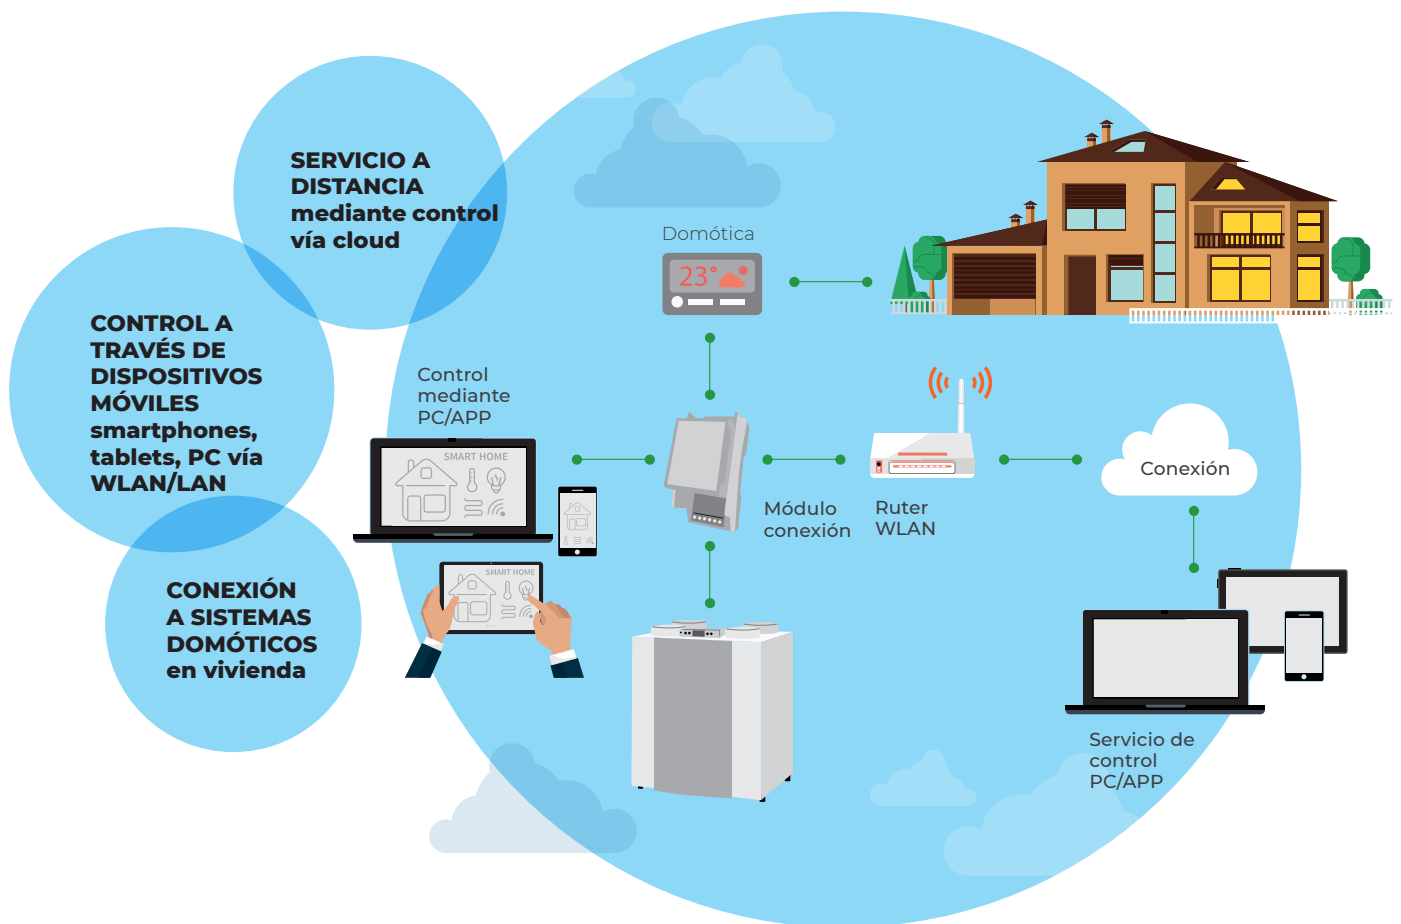 SERVICIO A
DISTANCIA
mediante control
vía cloud
CONTROL A
TRAVÉS DE
DISPOSITIVOS
MÓVILES
smartphones,
tablets, PC vía
WLAN/LAN
CONEXIÓN
A SISTEMAS
DOMÓTICOS
en vivienda
Domótica
23°
Control
mediante
PC/APP
SMART HOME
SMART HOME
Módulo
conexión
Ruter
WLAN
Conexión
Servicio de
control
PC/APP